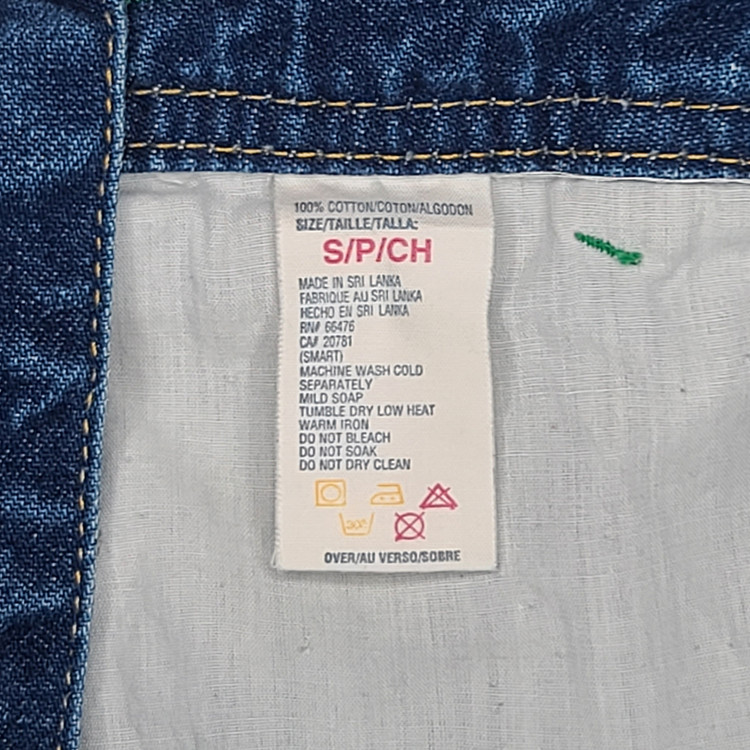 100% COTTON/COTON/ALGODON
SIZE/TAILLE/TALLA:
S/P/CH
MADE IN SRI LANKA
FABRIQUE AU SRI LANKA
HECHO EN SRI LANKA
RN# 66476
CA# 20781
(SMART)
MACHINE WASH COLD
SEPARATELY
MILD SOAP
TUMBLE DRY LOW HEAT
WARM IRON
DO NOT BLEACH
DO NOT SOAK
DO NOT DRY CLEAN
OVER/AU VERSO/SOBRE